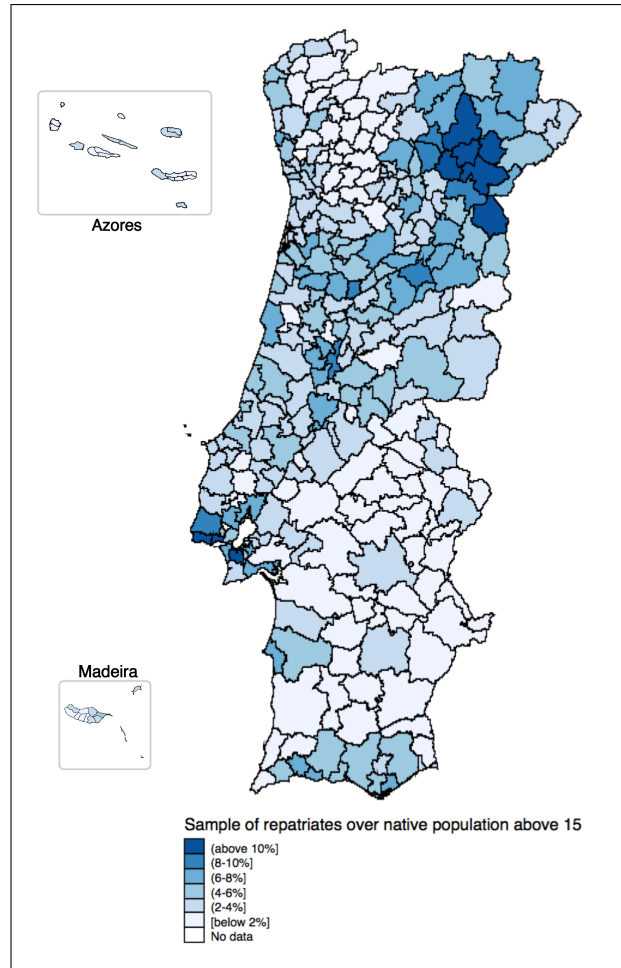 Azores
Madeira
Sample of repatriates over native population above 15
(above 10%]
(8-10%]
(6-8%]
(4-6%]
(2-4%]
[below 2%]
No data